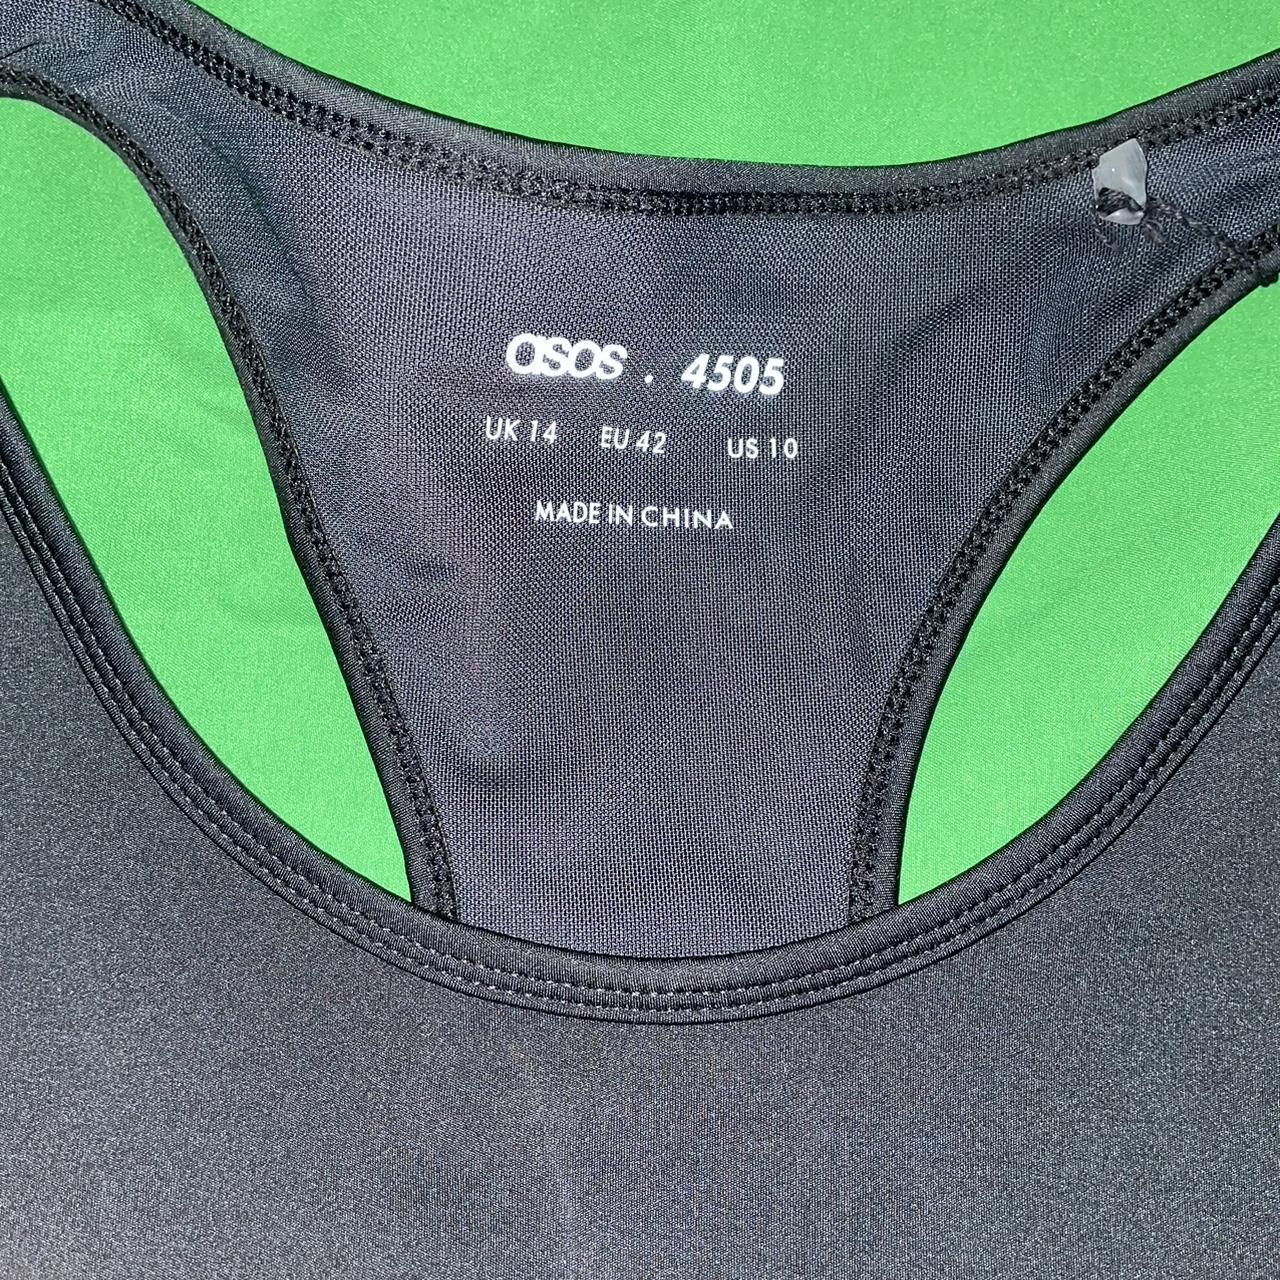 asos . 4505
UK 14 EU 42 US 10
MADE IN CHINA